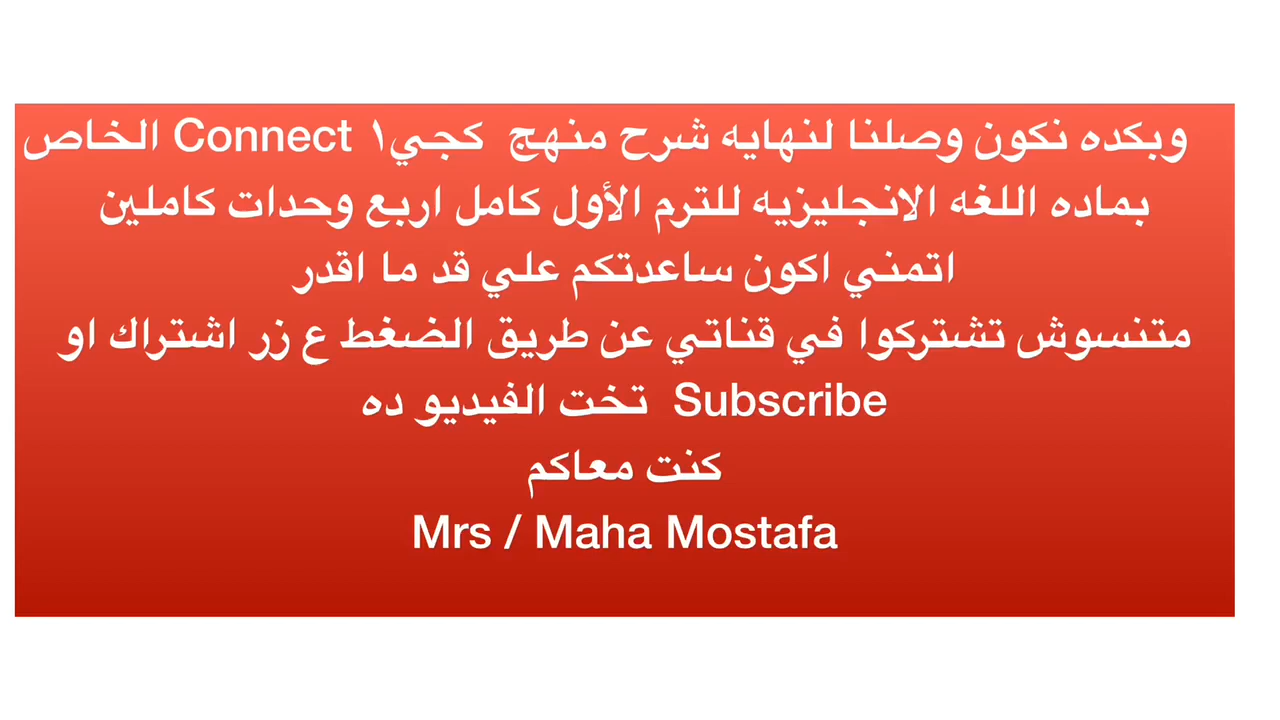 وبكده نكون وصلنا لنهايه شرح منهج كجي١ Connect الخاص
بماده اللغه الانجليزيه للترم الأول كامل اربع وحدات كاملين
اتمني اكون ساعدتكم علي قد ما اقدر
متنسوش تشتركوا في قناتي عن طريق الضغط ع زر اشتراك او
Subscribe تخت الفيديو ده
كنت معاكم
Mrs / Maha Mostafa